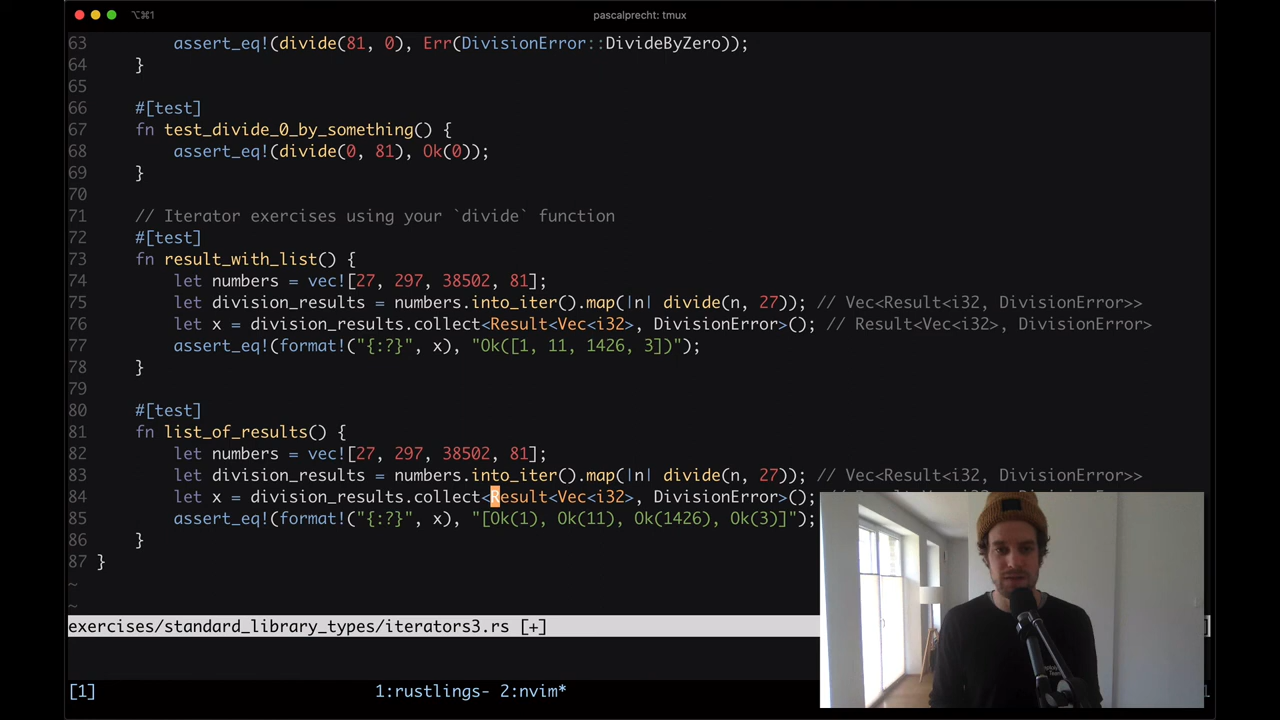 ⌥⌘1 pascalprecht: tmux
63 assert_eq!(divide(81, 0), Err(DivisionError::DivideByZero));
64 }
65
66 #[test]
67 fn test_divide_0_by_something() {
68 assert_eq!(divide(0, 81), Ok(0));
69 }
70
71 // Iterator exercises using your `divide` function
72 #[test]
73 fn result_with_list() {
74 let numbers = vec![27, 297, 38502, 81];
75 let division_results = numbers.into_iter().map(|n| divide(n, 27)); // Vec<Result<i32, DivisionError>>
76 let x = division_results.collect<Result<Vec<i32>, DivisionError>(); // Result<Vec<i32>, DivisionError>
77 assert_eq!(format!("{:?}", x), "Ok([1, 11, 1426, 3])");
78 }
79
80 #[test]
81 fn list_of_results() {
82 let numbers = vec![27, 297, 38502, 81];
83 let division_results = numbers.into_iter().map(|n| divide(n, 27)); // Vec<Result<i32, DivisionError>>
84 let x = division_results.collect<Result<Vec<i32>, DivisionError>();
85 assert_eq!(format!("{:?}", x), "[Ok(1), Ok(11), Ok(1426), Ok(3)]");
86 }
87 }
~
~
exercises/standard_library_types/iterators3.rs [+]
[1] 1:rustlings- 2:nvim*